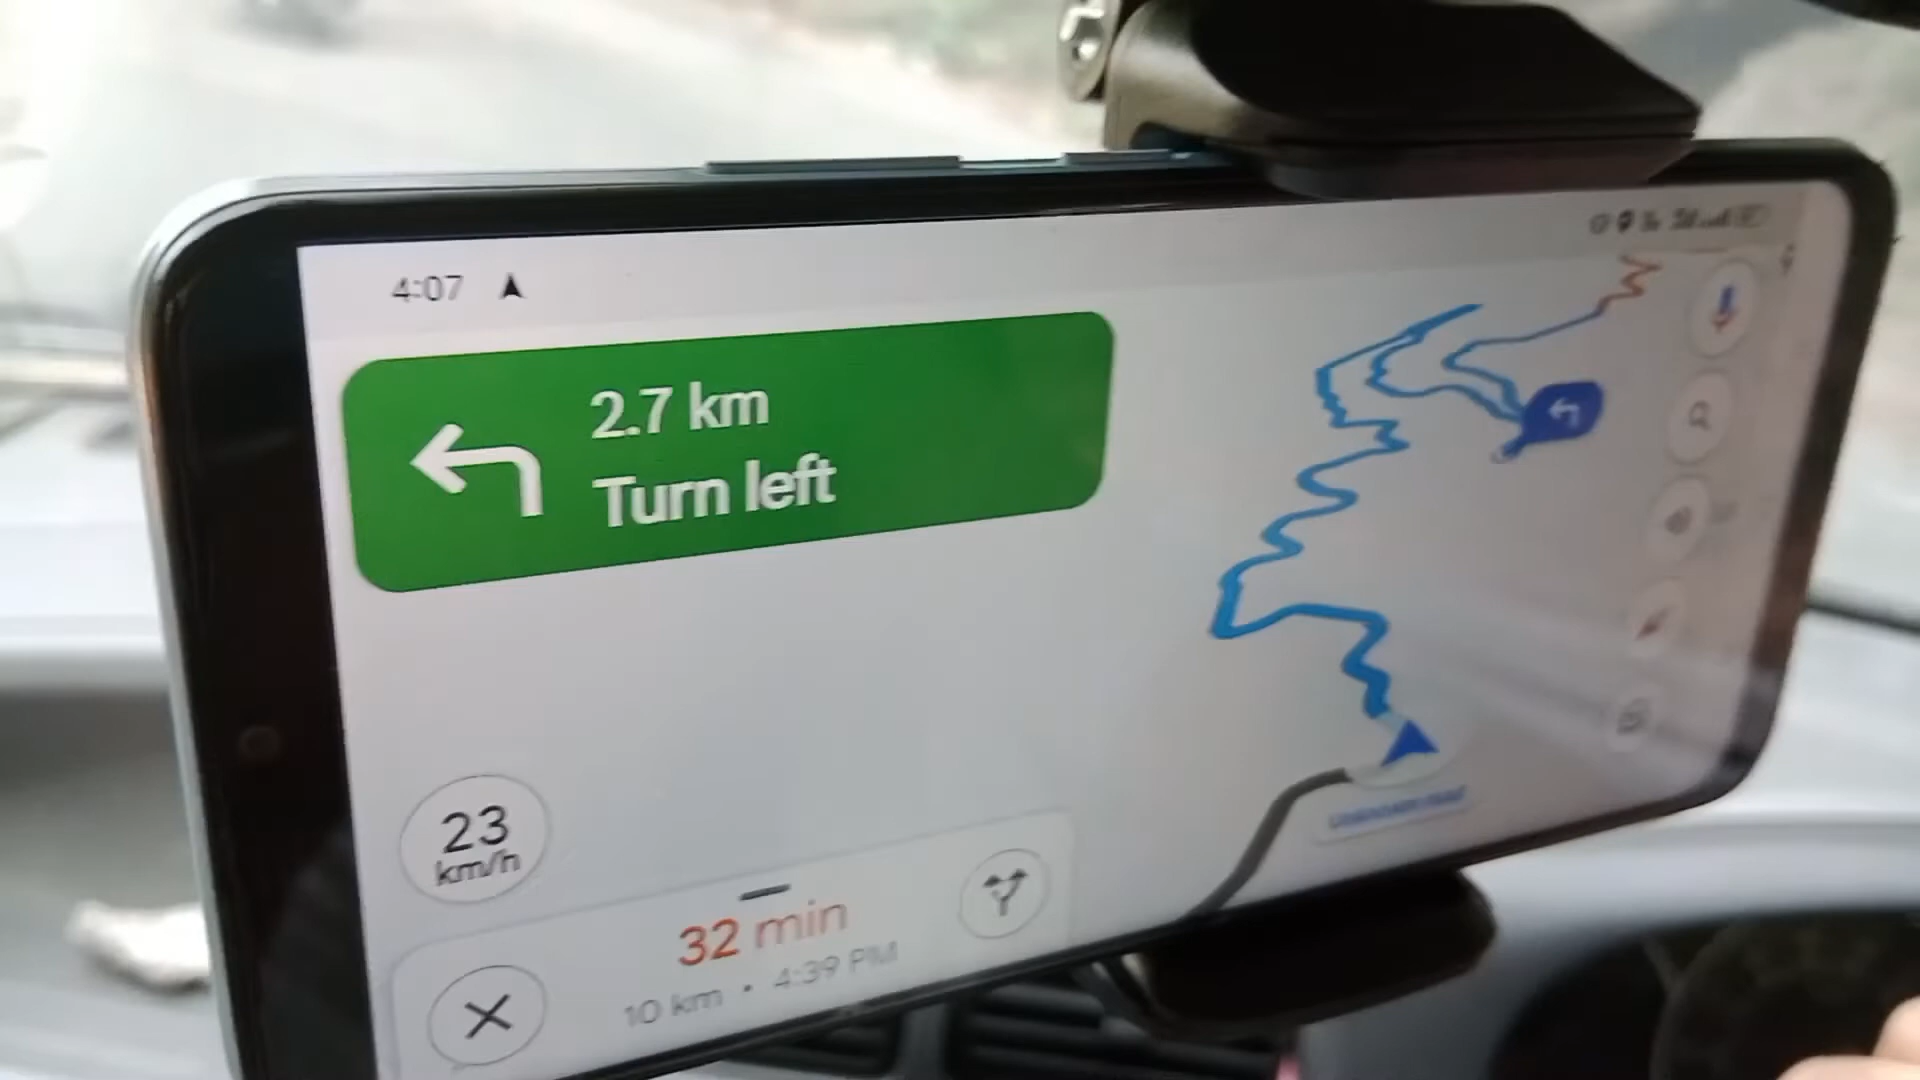 4:07
2.7 km
Turn left
23
km/h
32 min
10 km • 4:39 PM